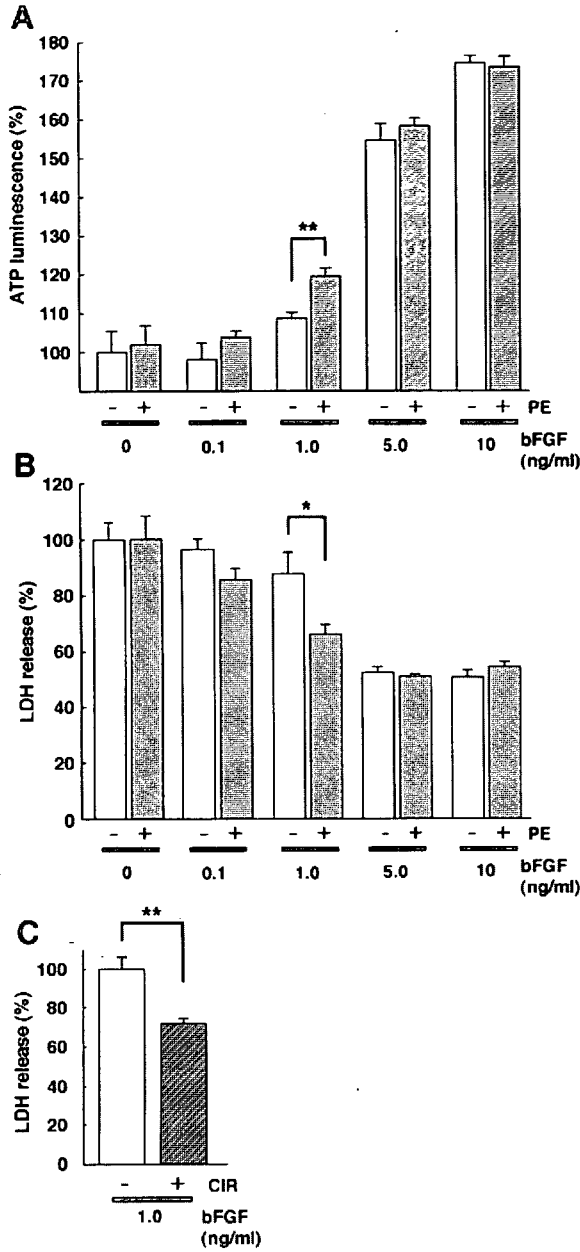 A
ATP luminescence (%)
180
170
160
150
140
130
120
110
100
**
- + - + - + - + - + PE
0 0.1 1.0 5.0 10 bFGF
(ng/ml)
B
LDH release (%)
120
100
80
60
40
20
0
*
- + - + - + - + - + PE
0 0.1 1.0 5.0 10 bFGF
(ng/ml)
C
LDH release (%)
100
80
60
40
20
0
**
- + CIR
1.0 bFGF
(ng/ml)